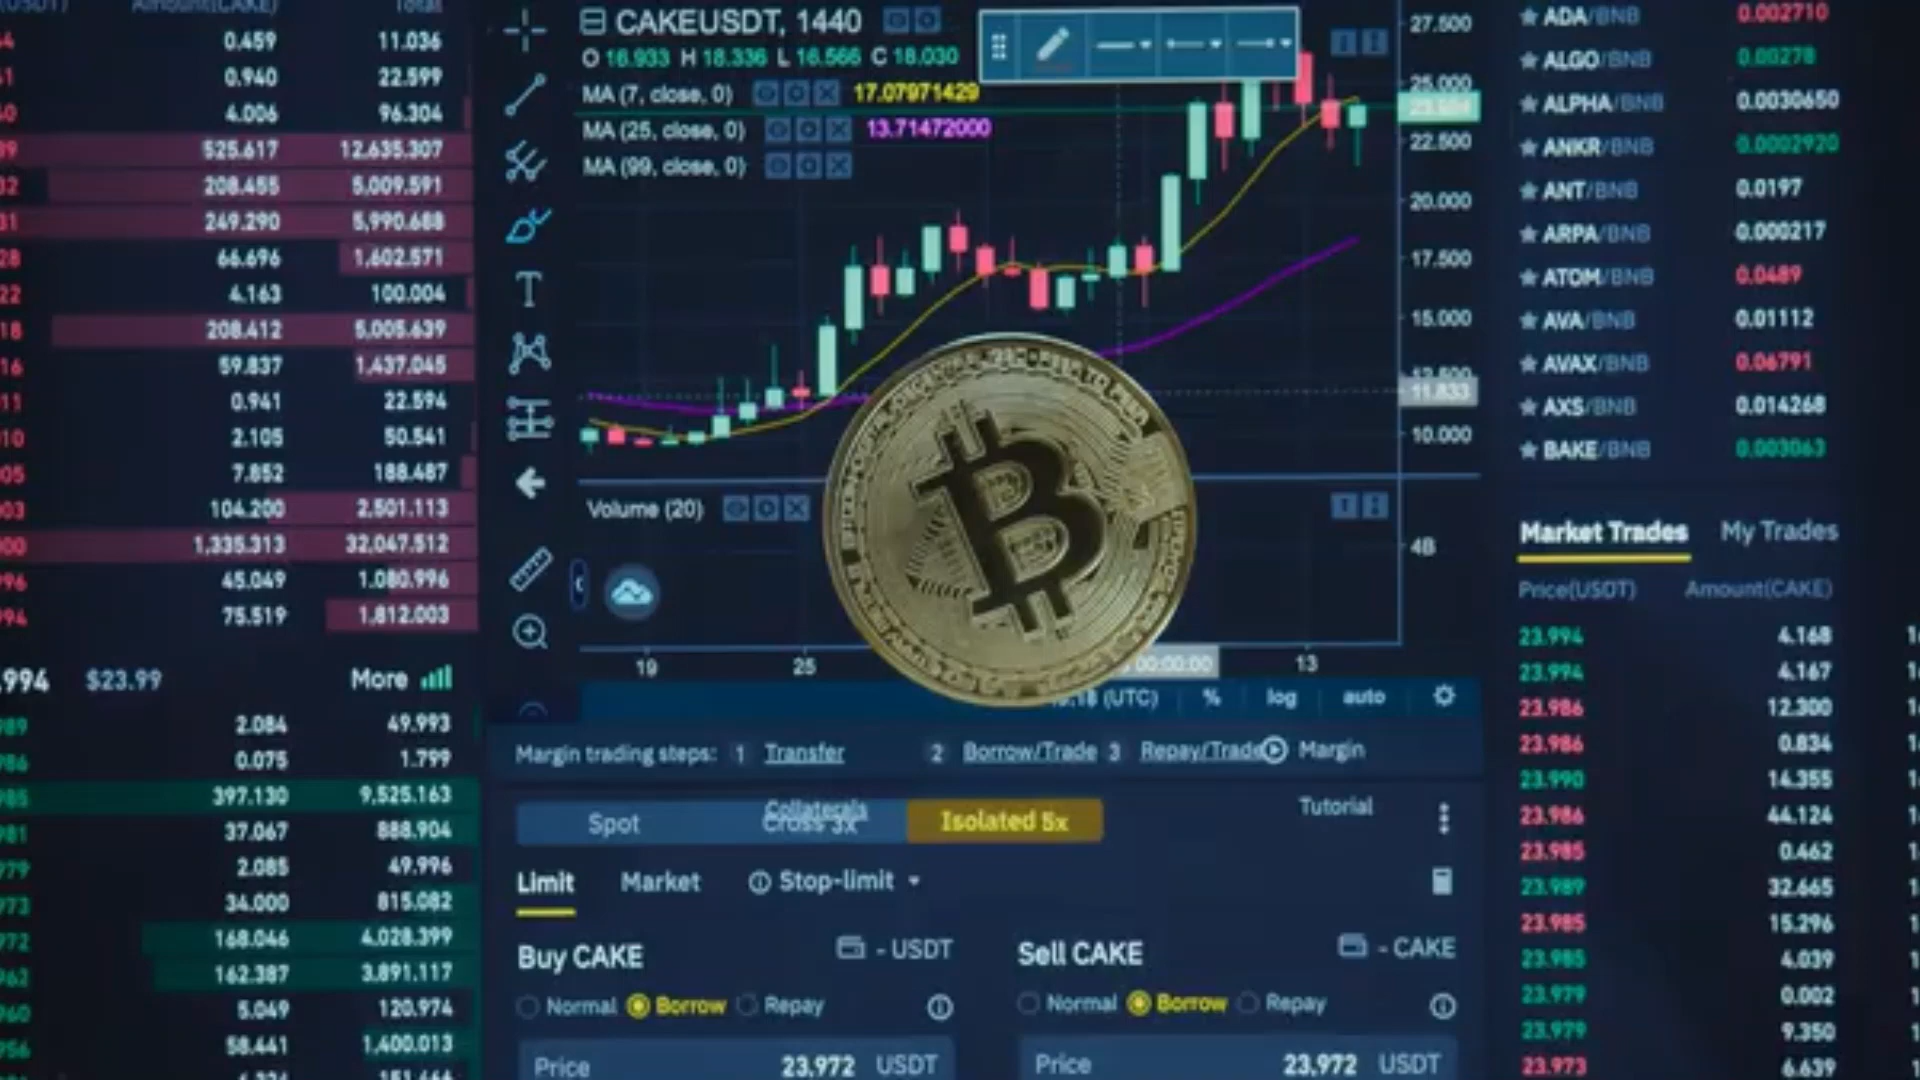 Amount(CAKE) Total
0.459 11.036
0.940 22.599
4.006 96.304
525.617 12,635.307
208.455 5,009.591
249.290 5,990.688
66.696 1,602.571
4.163 100.004
208.412 5,005.639
59.837 1,437.045
0.941 22.594
2.105 50.541
7.852 188.487
104.200 2,501.113
1,335.313 32,047.512
45.049 1,080.996
75.519 1,812.003
.994 $23.99 More
2.084 49.993
0.075 1.799
397.130 9,525.163
37.067 888.904
2.085 49.996
34.000 815.082
168.046 4,028.399
162.387 3,891.117
5.049 120.974
58.441 1,400.013
CAKEUSDT, 1440
O 16.933 H 18.336 L 16.566 C 18.030
MA (7, close, 0) 17.07971429
MA (25, close, 0) 13.71472000
MA (99, close, 0)
27.500
25.000
22.500
20.000
17.500
15.000
12.500
11.833
10.000
Volume (20)
4B
19 25 00:00:00 13
(UTC) % log auto
Margin trading steps: 1 Transfer 2 Borrow/Trade 3 Repay/Trade Margin
Collaterals Tutorial
Spot Cross 3x Isolated 5x
Limit Market Stop-limit
Buy CAKE - USDT Sell CAKE - CAKE
Normal Borrow Repay Normal Borrow Repay
Price 23,972 USDT Price 23,972 USDT
ADA/BNB 0.002710
ALGO/BNB 0.00278
ALPHA/BNB 0.0030650
ANKR/BNB 0.0002920
ANT/BNB 0.0197
ARPA/BNB 0.000217
ATOM/BNB 0.0489
AVA/BNB 0.01112
AVAX/BNB 0.06791
AXS/BNB 0.014268
BAKE/BNB 0.003063
Market Trades My Trades
Price(USDT) Amount(CAKE)
23.994 4.168
23.994 4.167
23.986 12.300
23.986 0.834
23.990 14.355
23.986 44.124
23.985 0.462
23.989 32.665
23.985 15.296
23.985 4.039
23.979 0.002
23.979 9.350
23.973 6.639